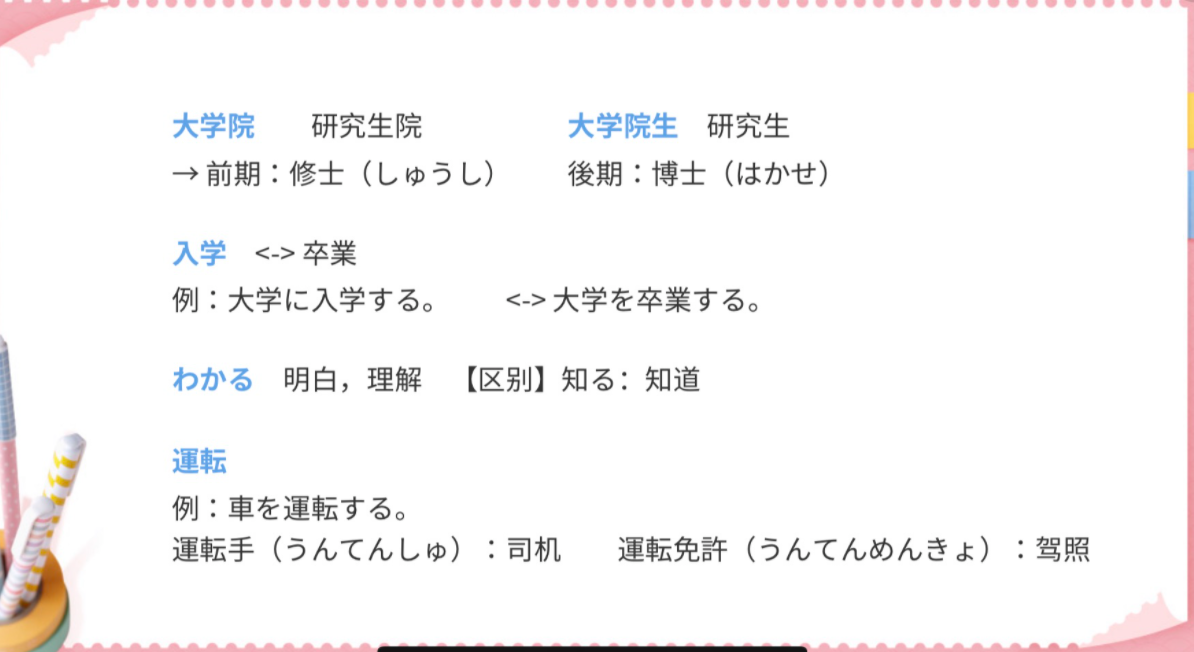 大学院　　研究生院　　　　　大学院生　研究生
→ 前期：修士（しゅうし）　　後期：博士（はかせ）
入学　<-> 卒業
例：大学に入学する。　　<-> 大学を卒業する。
わかる　明白，理解　【区别】知る：知道
運転
例：車を運転する。
運転手（うんてんしゅ）：司机　　運転免許（うんてんめんきょ）：驾照